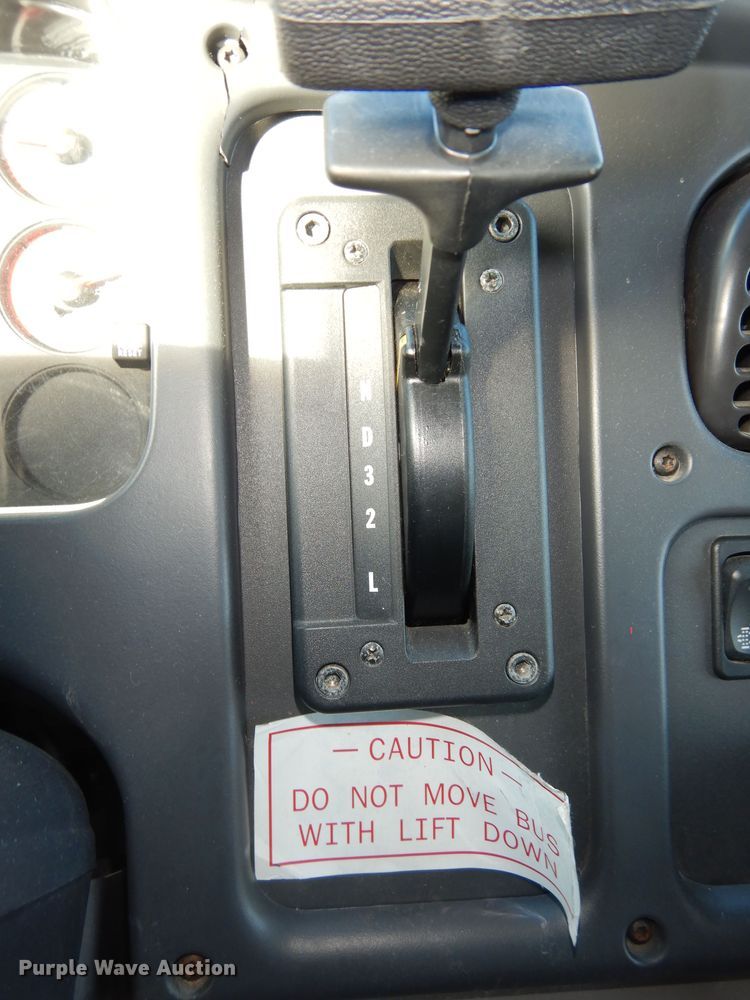 N
D
3
2
L
— CAUTION —
DO NOT MOVE BUS
WITH LIFT DOWN
Purple Wave Auction